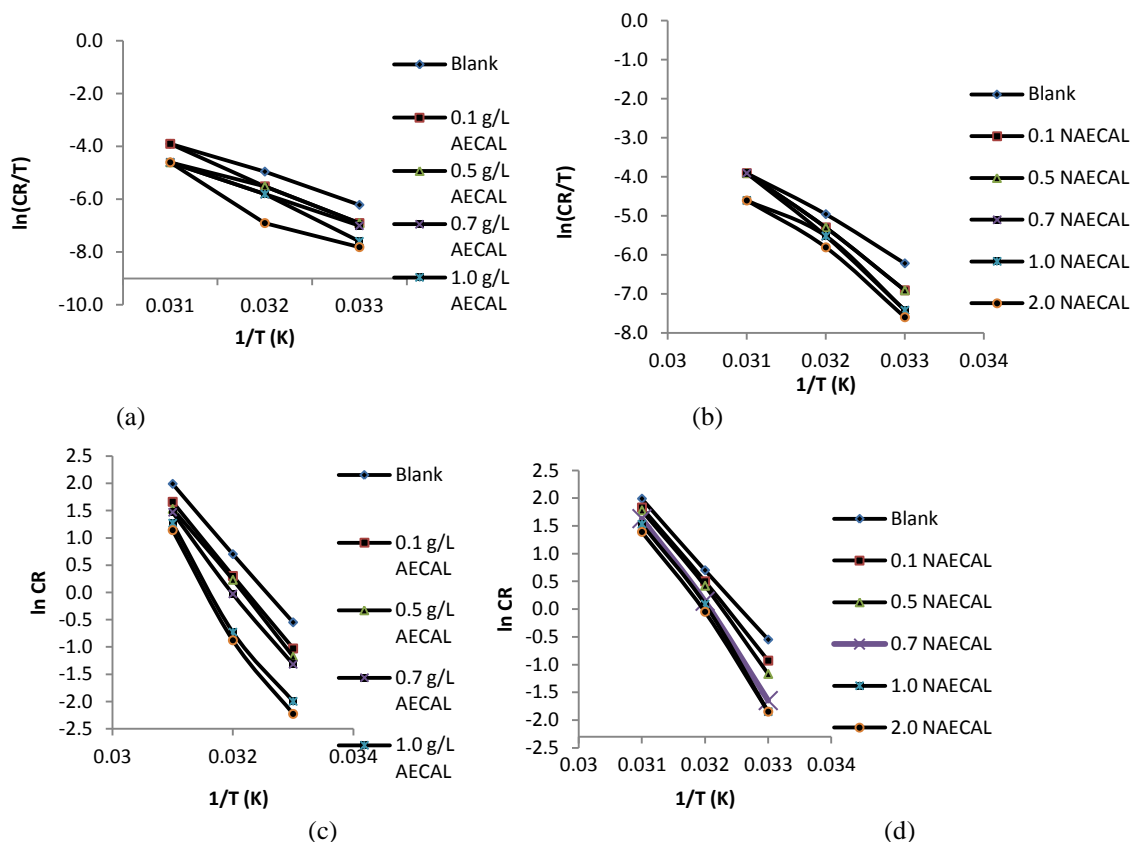 0.0
-2.0
-4.0
-6.0
-8.0
-10.0
ln(CR/T)
0.031 0.032 0.033
1/T (K)
Blank
0.1 g/L
AECAL
0.5 g/L
AECAL
0.7 g/L
AECAL
1.0 g/L
AECAL
(a)
0.0
-1.0
-2.0
-3.0
-4.0
-5.0
-6.0
-7.0
-8.0
ln(CR/T)
0.03 0.031 0.032 0.033 0.034
1/T (K)
Blank
0.1 NAECAL
0.5 NAECAL
0.7 NAECAL
1.0 NAECAL
2.0 NAECAL
(b)
2.5
2.0
1.5
1.0
0.5
0.0
-0.5
-1.0
-1.5
-2.0
-2.5
ln CR
0.03 0.032 0.034
1/T (K)
Blank
0.1 g/L
AECAL
0.5 g/L
AECAL
0.7 g/L
AECAL
1.0 g/L
AECAL
(c)
2.5
2.0
1.5
1.0
0.5
0.0
-0.5
-1.0
-1.5
-2.0
-2.5
ln CR
0.03 0.031 0.032 0.033 0.034
1/T (K)
Blank
0.1 NAECAL
0.5 NAECAL
0.7 NAECAL
1.0 NAECAL
2.0 NAECAL
(d)